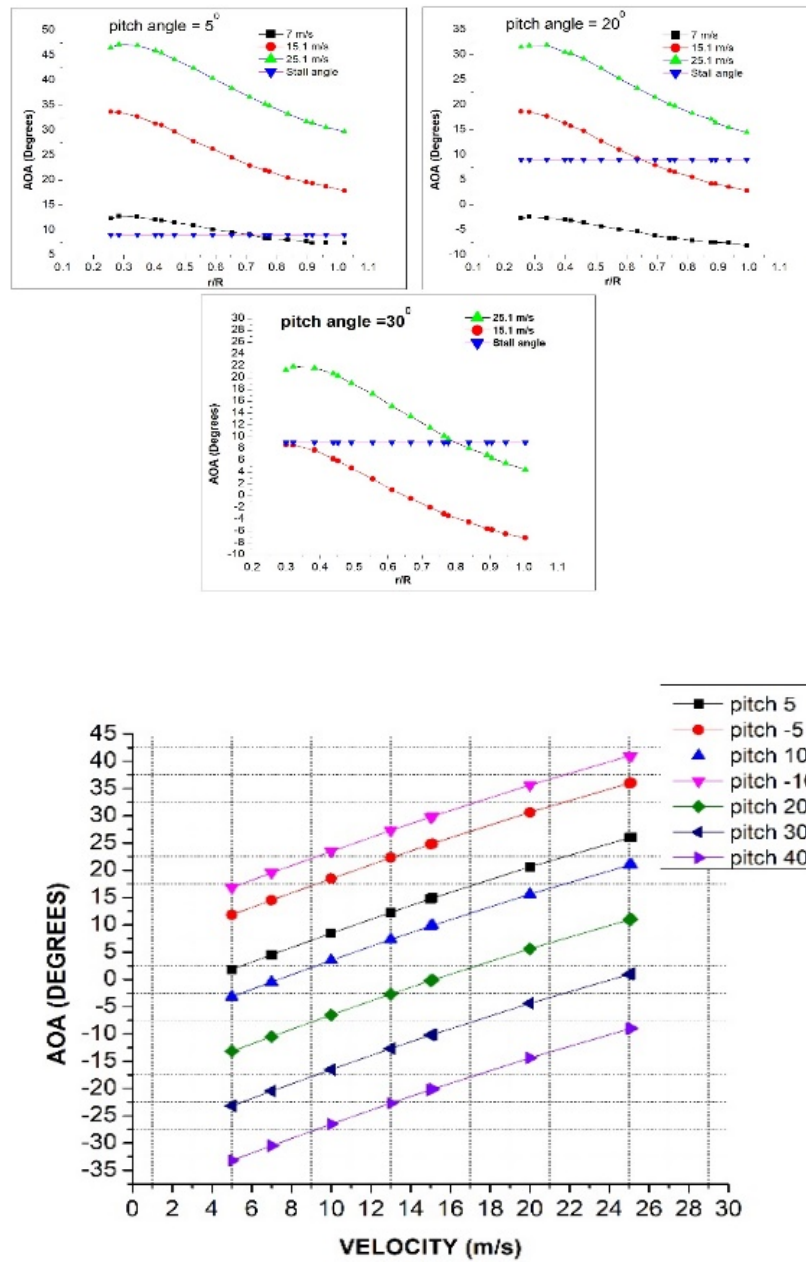 pitch angle = 5⁰
7 m/s
15.1 m/s
25.1 m/s
Stall angle
AOA (Degrees)
50
45
40
35
30
25
20
15
10
5
0.1 0.2 0.3 0.4 0.5 0.6 0.7 0.8 0.9 1.0 1.1
r/R
pitch angle = 20⁰
7 m/s
15.1 m/s
25.1 m/s
Stall angle
AOA (Degrees)
35
30
25
20
15
10
5
0
-5
-10
0.1 0.2 0.3 0.4 0.5 0.6 0.7 0.8 0.9 1.0 1.1
r/R
pitch angle =30⁰
25.1 m/s
15.1 m/s
Stall angle
AOA (Degrees)
30
28
26
24
22
20
18
16
14
12
10
8
6
4
2
0
-2
-4
-6
-8
-10
0.2 0.3 0.4 0.5 0.6 0.7 0.8 0.9 1.0 1.1
r/R
pitch 5
pitch -5
pitch 10
pitch -10
pitch 20
pitch 30
pitch 40
AOA (DEGREES)
45
40
35
30
25
20
15
10
5
0
-5
-10
-15
-20
-25
-30
-35
0 2 4 6 8 10 12 14 16 18 20 22 24 26 28 30
VELOCITY (m/s)